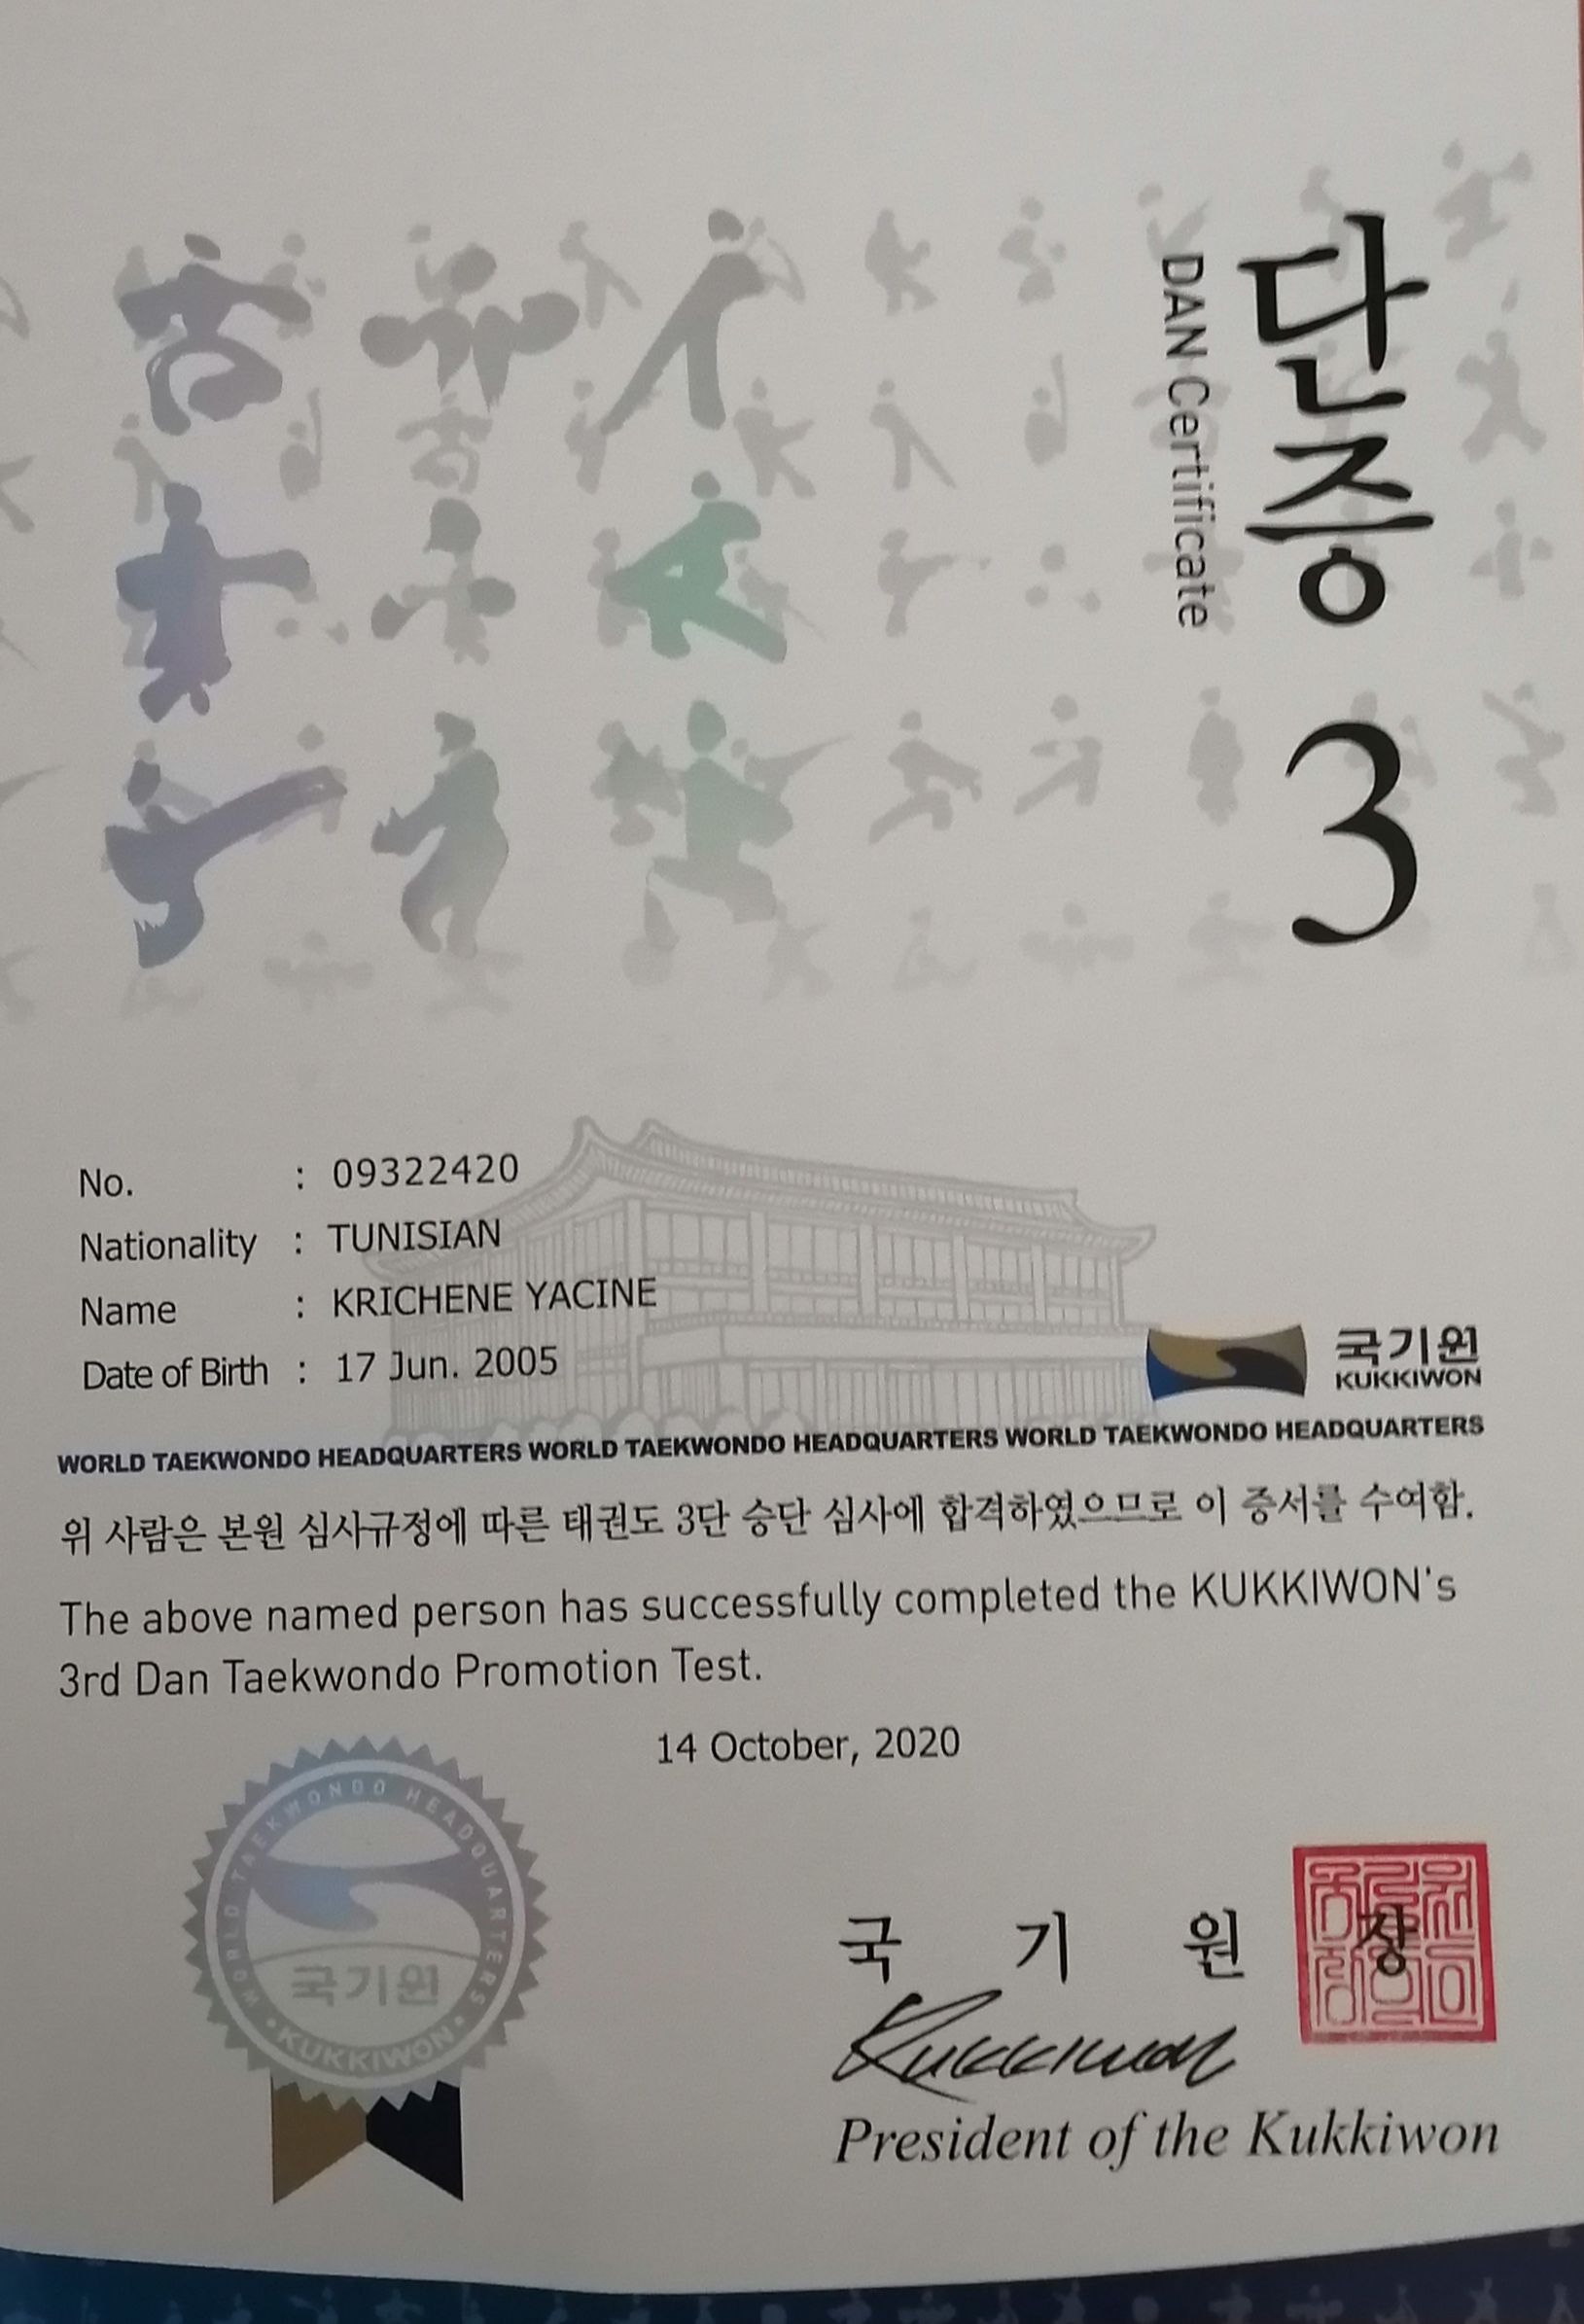 단증 3
DAN Certificate
No. : 09322420
Nationality : TUNISIAN
Name : KRICHENE YACINE
Date of Birth : 17 Jun. 2005
국기원
KUKKIWON
WORLD TAEKWONDO HEADQUARTERS WORLD TAEKWONDO HEADQUARTERS WORLD TAEKWONDO HEADQUARTERS
위 사람은 본원 심사규정에 따른 태권도 3단 승단 심사에 합격하였으므로 이 증서를 수여함.
The above named person has successfully completed the KUKKIWON's
3rd Dan Taekwondo Promotion Test.
14 October, 2020
WORLD TAEKWONDO HEADQUARTERS
국기원
KUKKIWON
국 기 원 장
Kukkiwon
President of the Kukkiwon